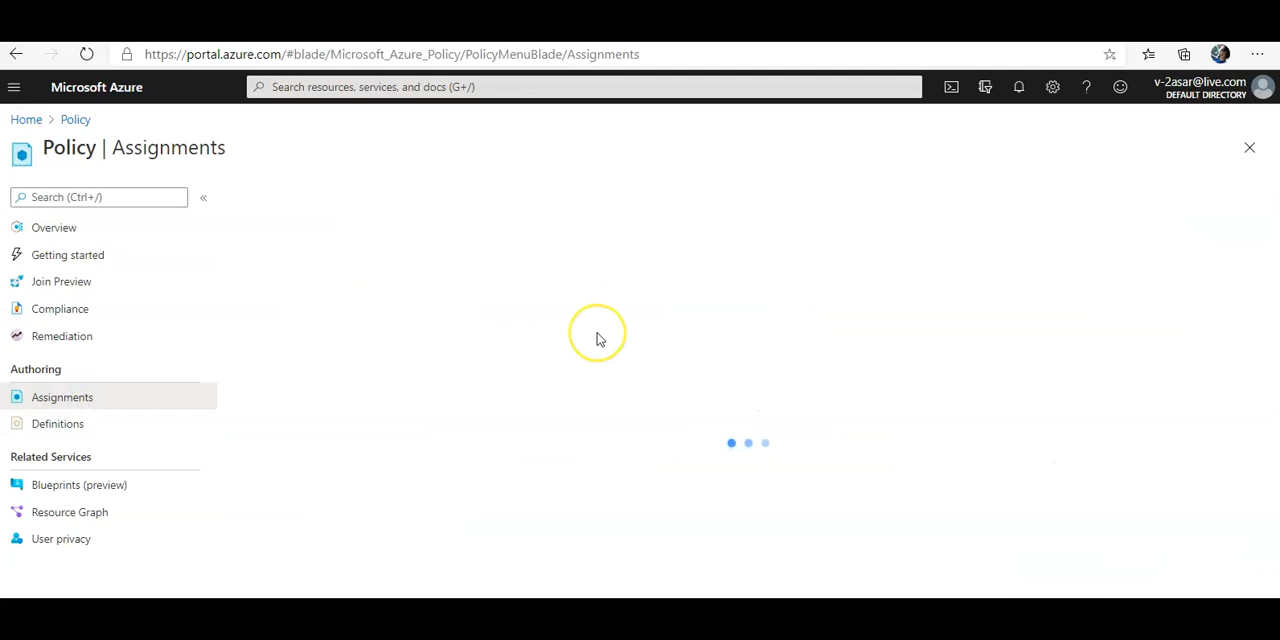 https://portal.azure.com/#blade/Microsoft_Azure_Policy/PolicyMenuBlade/Assignments
Microsoft Azure
Search resources, services, and docs (G+/)
v-2asar@live.com
DEFAULT DIRECTORY
Home > Policy
Policy | Assignments
Search (Ctrl+/)
Overview
Getting started
Join Preview
Compliance
Remediation
Authoring
Assignments
Definitions
Related Services
Blueprints (preview)
Resource Graph
User privacy